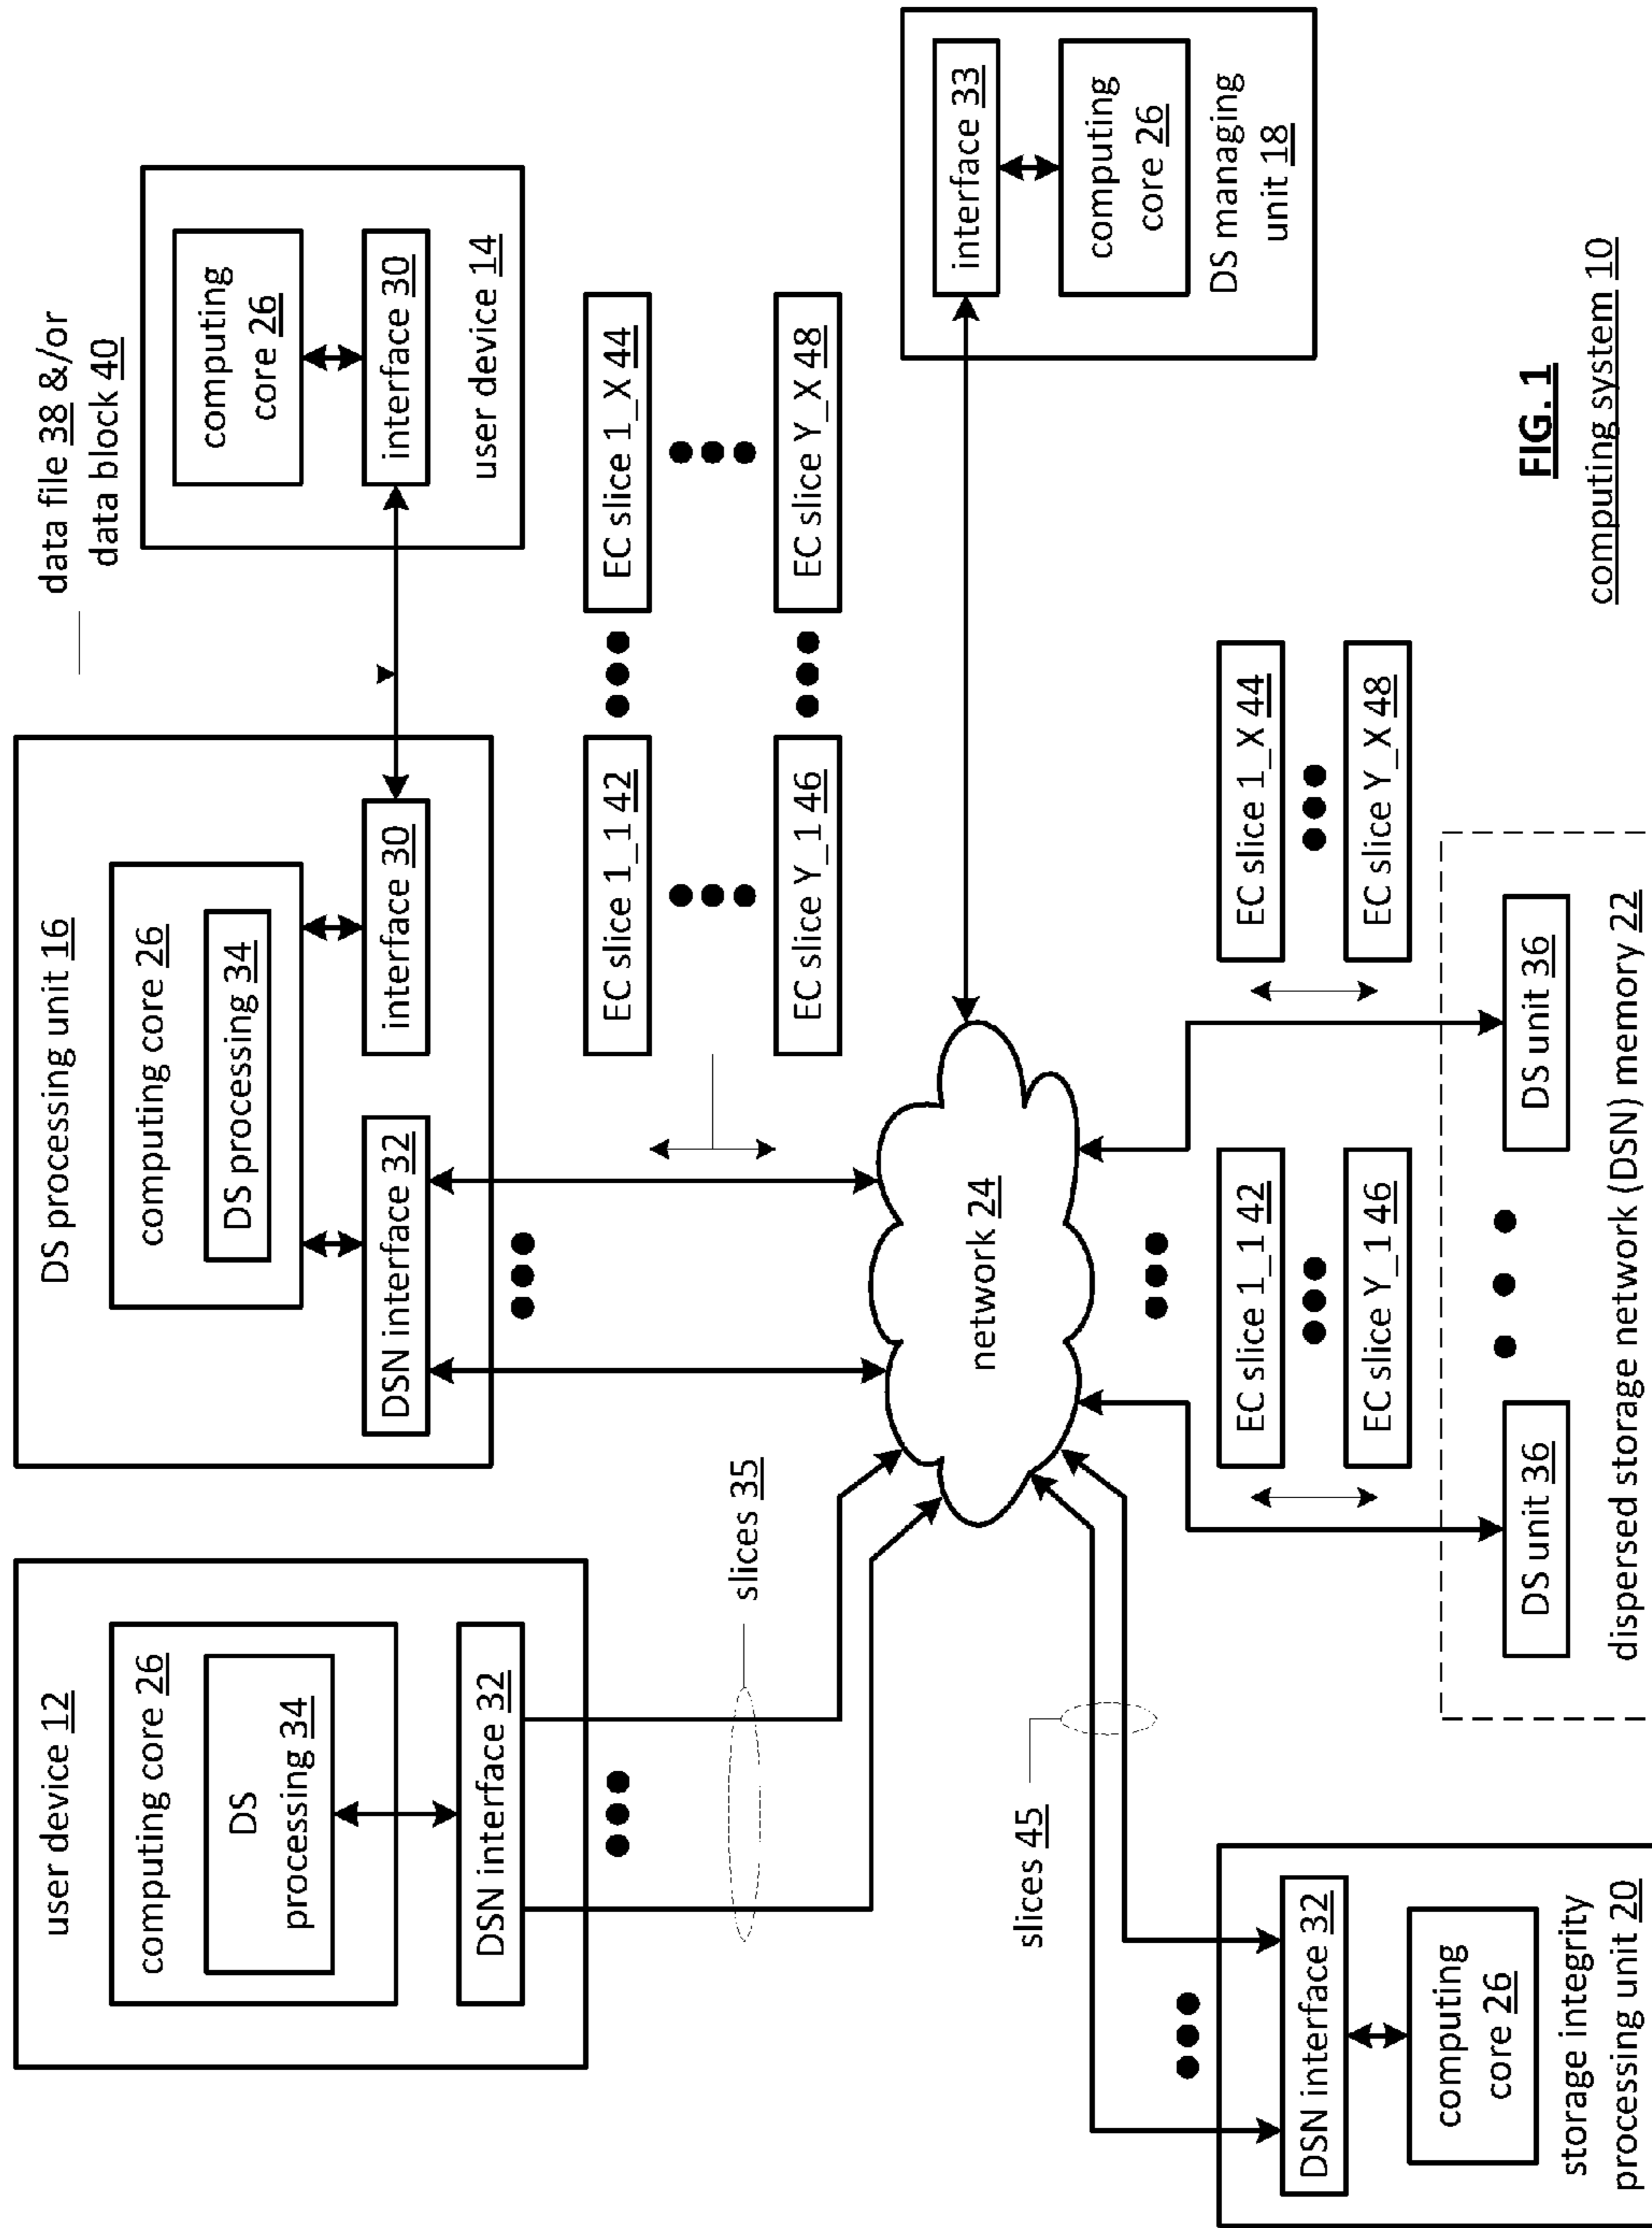 user device 12
computing core 26
DS
processing 34
DSN interface 32
slices 35
DS processing unit 16
computing core 26
DS processing 34
DSN interface 32
interface 30
data file 38 &/or
data block 40
computing
core 26
interface 30
user device 14
EC slice 1_1 42
EC slice 1_X 44
EC slice Y_1 46
EC slice Y_X 48
network 24
interface 33
computing
core 26
DS managing
unit 18
slices 45
DSN interface 32
computing
core 26
storage integrity
processing unit 20
EC slice 1_1 42
EC slice Y_1 46
EC slice 1_X 44
EC slice Y_X 48
DS unit 36
DS unit 36
dispersed storage network (DSN) memory 22
FIG. 1
computing system 10